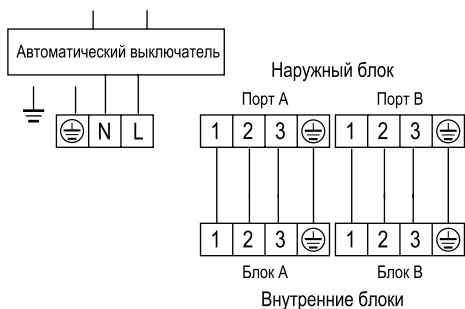 Автоматический выключатель
Наружный блок
Порт A Порт B
N L
1 2 3 1 2 3
1 2 3 1 2 3
Блок A Блок B
Внутренние блоки